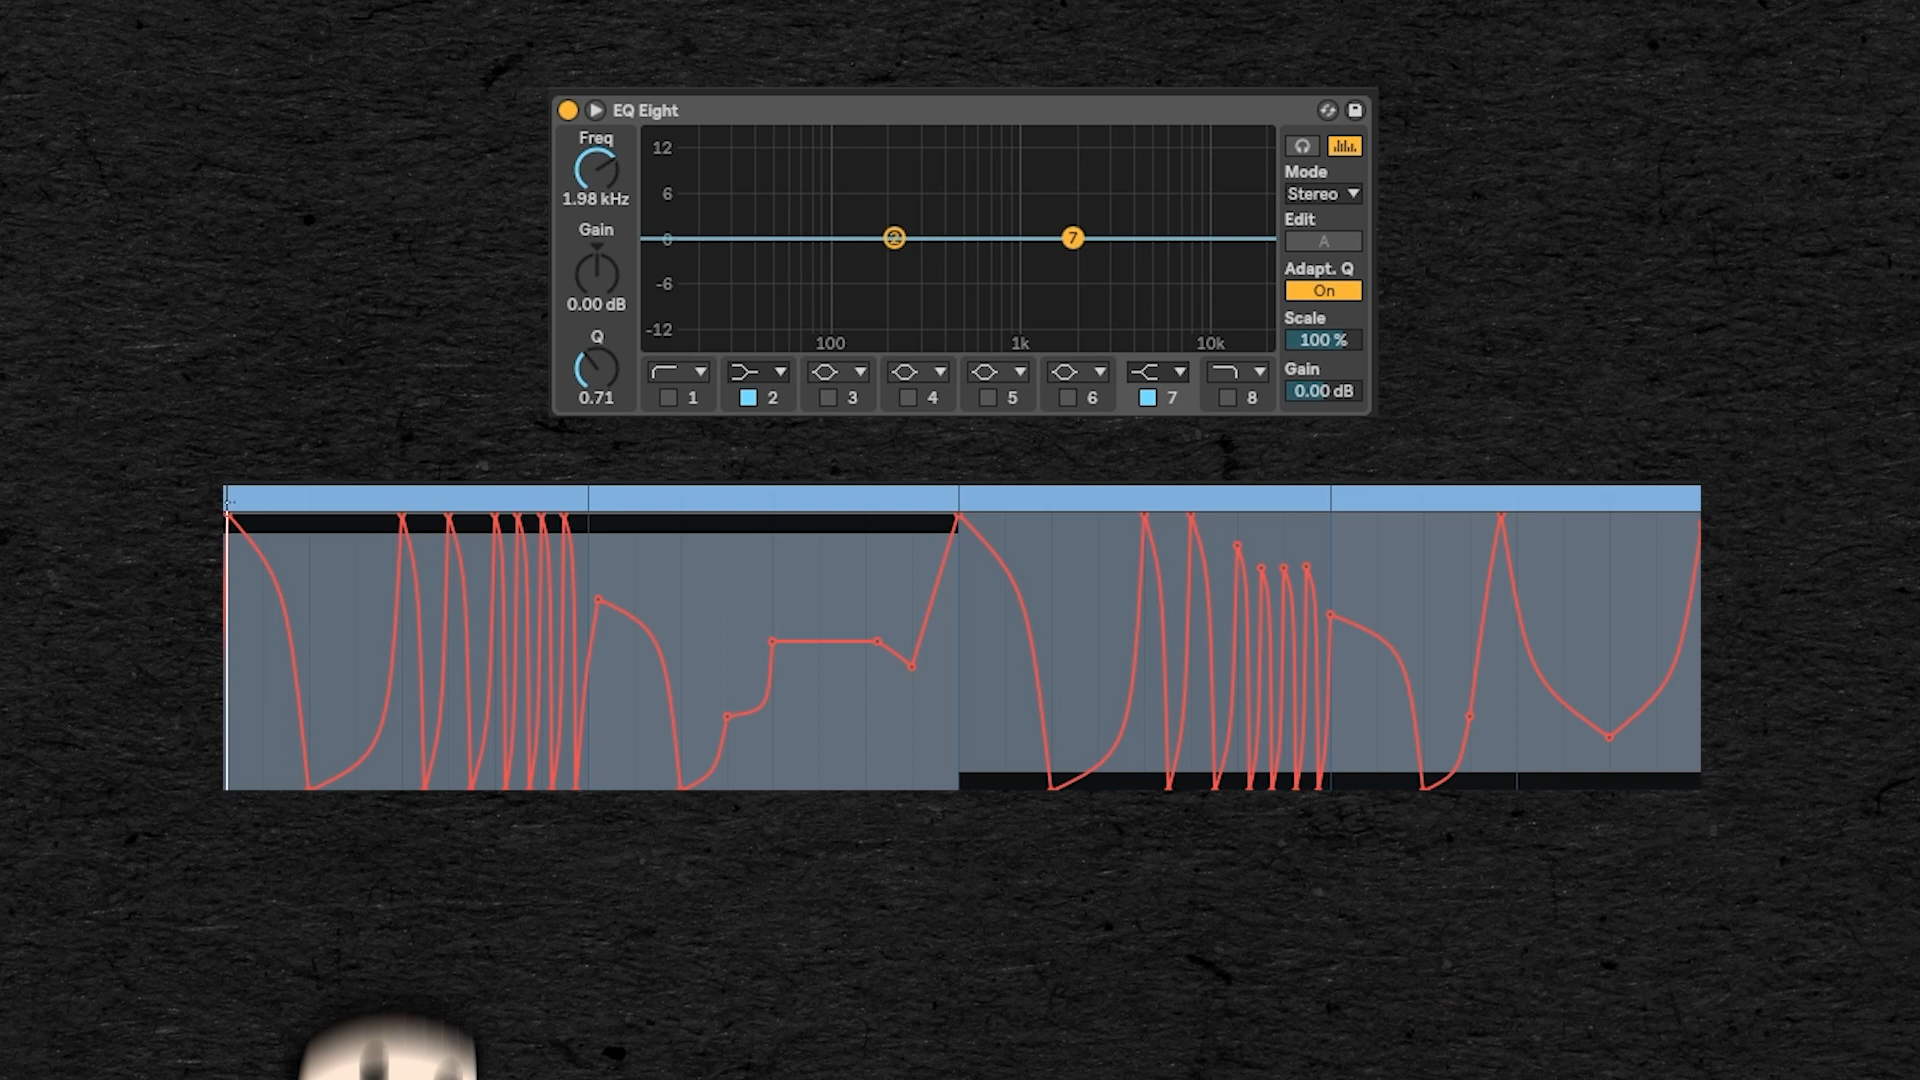 EQ Eight
Freq
1.98 kHz
Gain
0.00 dB
Q
0.71
12
6
0
-6
-12
100 1k 10k
2 7
Mode
Stereo
Edit
A
Adapt. Q
On
Scale
100 %
Gain
0.00 dB
1 2 3 4 5 6 7 8